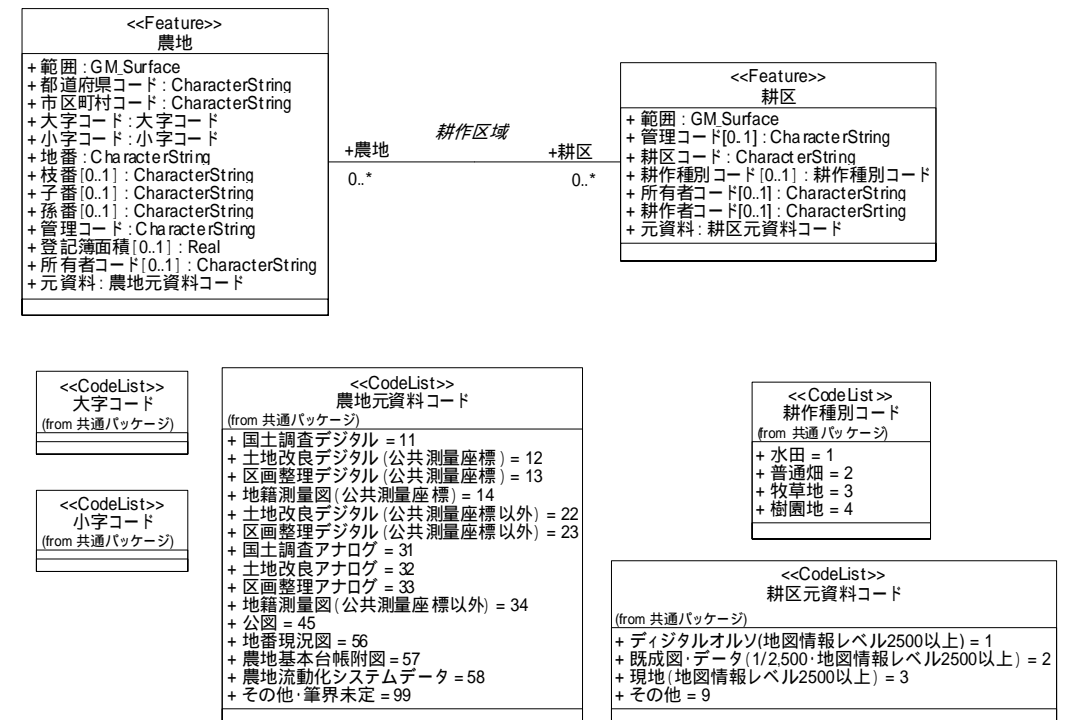 <<Feature>>
農地
+ 範囲 : GM_Surface
+ 都道府県コード : CharacterString
+ 市区町村コード : CharacterString
+ 大字コード : 大字コード
+ 小字コード : 小字コード
+ 地番 : CharacterString
+ 枝番[0..1] : CharacterString
+ 子番[0..1] : CharacterString
+ 孫番[0..1] : CharacterString
+ 管理コード : CharacterString
+ 登記簿面積[0..1] : Real
+ 所有者コード[0..1] : CharacterString
+ 元資料 : 農地元資料コード
耕作区域
+農地
0..*
+耕区
0..*
<<Feature>>
耕区
+ 範囲 : GM_Surface
+ 管理コード[0..1] : CharacterString
+ 耕区コード : CharacterString
+ 耕作種別コード[0..1] : 耕作種別コード
+ 所有者コード[0..1] : CharacterString
+ 耕作者コード[0..1] : CharacterSrting
+ 元資料 : 耕区元資料コード
<<CodeList>>
大字コード
(from 共通パッケージ)
<<CodeList>>
小字コード
(from 共通パッケージ)
<<CodeList>>
農地元資料コード
(from 共通パッケージ)
+ 国土調査デジタル = 11
+ 土地改良デジタル(公共測量座標) = 12
+ 区画整理デジタル(公共測量座標) = 13
+ 地籍測量図(公共測量座標) = 14
+ 土地改良デジタル(公共測量座標以外) = 22
+ 区画整理デジタル(公共測量座標以外) = 23
+ 国土調査アナログ = 31
+ 土地改良アナログ = 32
+ 区画整理アナログ = 33
+ 地籍測量図(公共測量座標以外) = 34
+ 公図 = 45
+ 地番現況図 = 56
+ 農地基本台帳附図 = 57
+ 農地流動化システムデータ = 58
+ その他・筆界未定 = 99
<<CodeList>>
耕作種別コード
(from 共通パッケージ)
+ 水田 = 1
+ 普通畑 = 2
+ 牧草地 = 3
+ 樹園地 = 4
<<CodeList>>
耕区元資料コード
(from 共通パッケージ)
+ ディジタルオルソ(地図情報レベル2500以上) = 1
+ 既成図・データ(1/2,500・地図情報レベル2500以上) = 2
+ 現地(地図情報レベル2500以上) = 3
+ その他 = 9